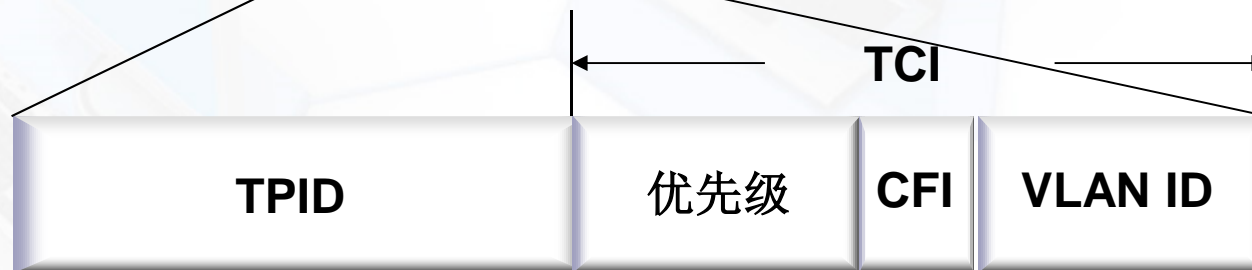 TCI
TPID 优先级 CFI VLAN ID